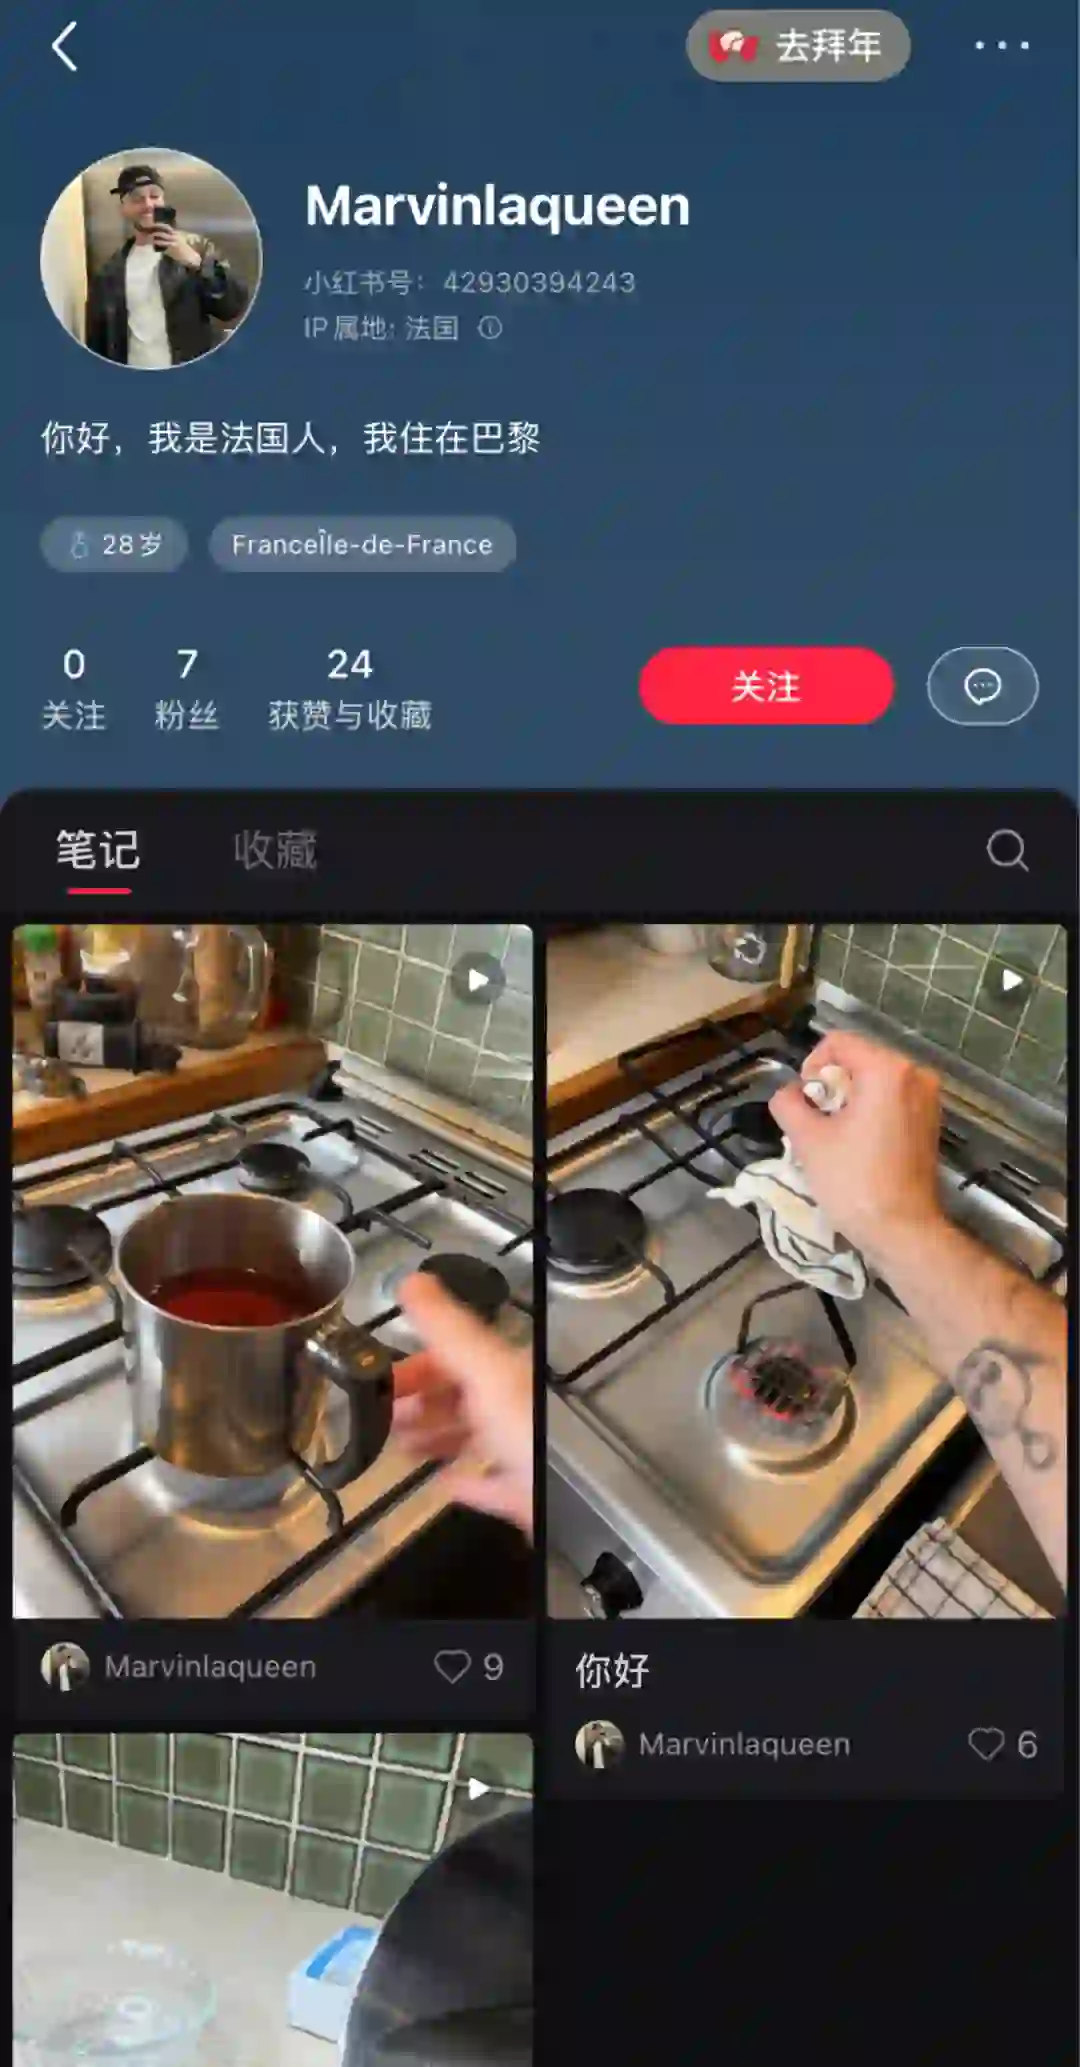 去拜年
Marvinlaqueen
小红书号：42930394243
IP 属地: 法国
你好，我是法国人，我住在巴黎
28岁
FranceÎle-de-France
0
关注
7
粉丝
24
获赞与收藏
关注
笔记
收藏
Marvinlaqueen
9
你好
Marvinlaqueen
6